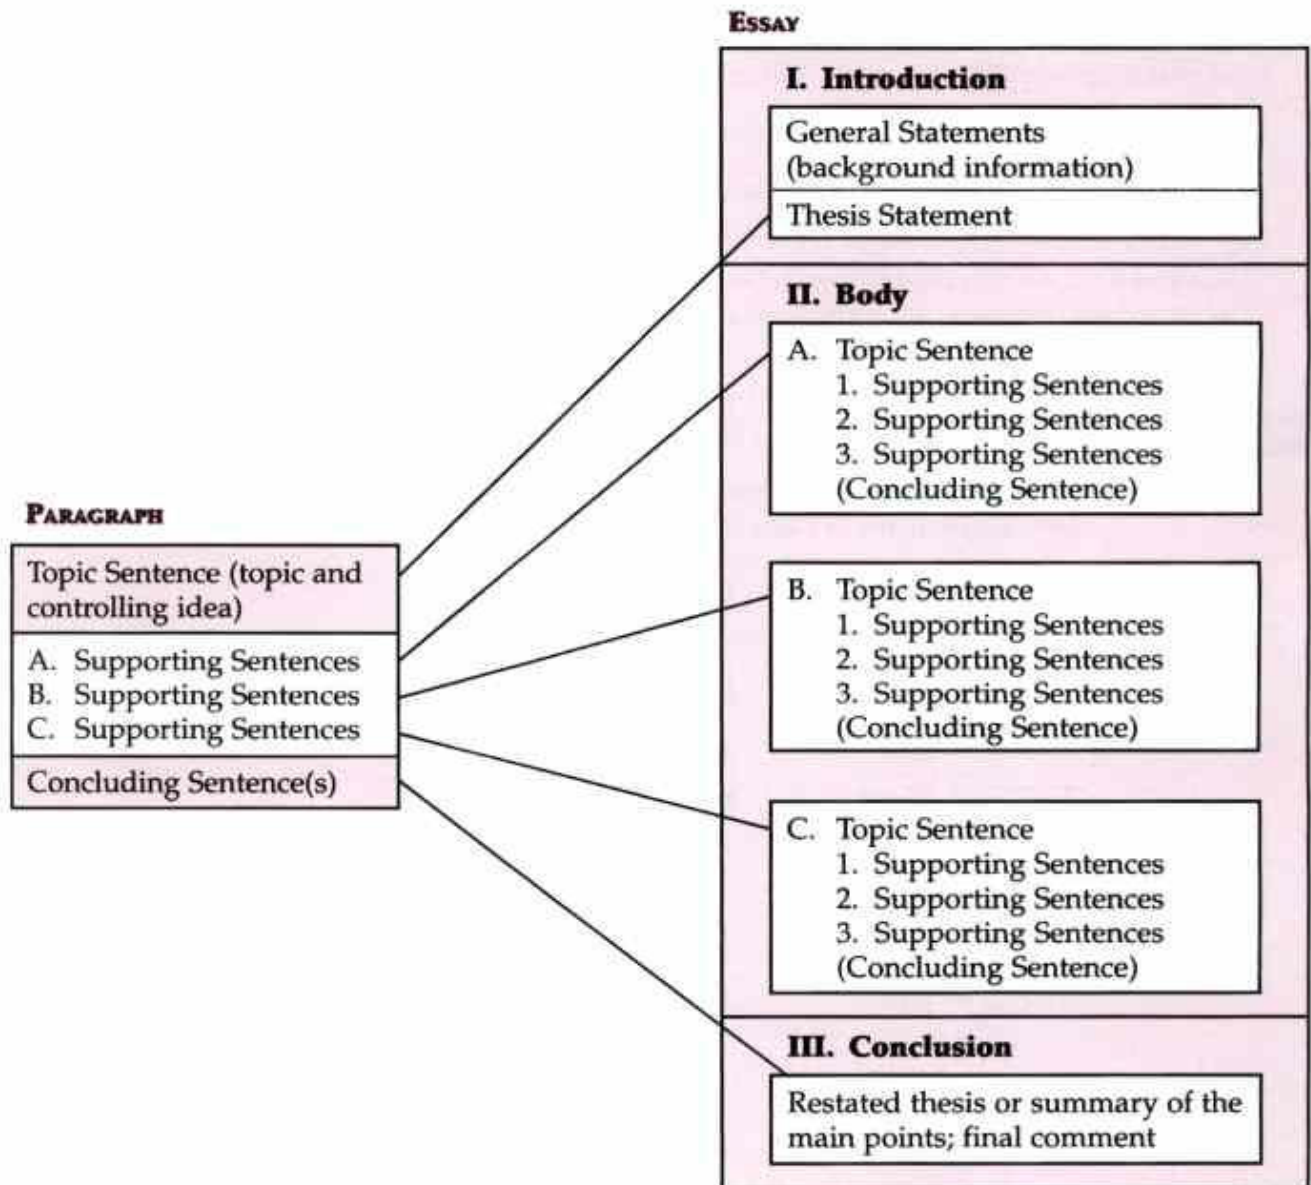 ESSAY
I. Introduction
General Statements
(background information)
Thesis Statement
II. Body
A. Topic Sentence
1. Supporting Sentences
2. Supporting Sentences
3. Supporting Sentences
(Concluding Sentence)
B. Topic Sentence
1. Supporting Sentences
2. Supporting Sentences
3. Supporting Sentences
(Concluding Sentence)
C. Topic Sentence
1. Supporting Sentences
2. Supporting Sentences
3. Supporting Sentences
(Concluding Sentence)
III. Conclusion
Restated thesis or summary of the
main points; final comment
PARAGRAPH
Topic Sentence (topic and
controlling idea)
A. Supporting Sentences
B. Supporting Sentences
C. Supporting Sentences
Concluding Sentence(s)